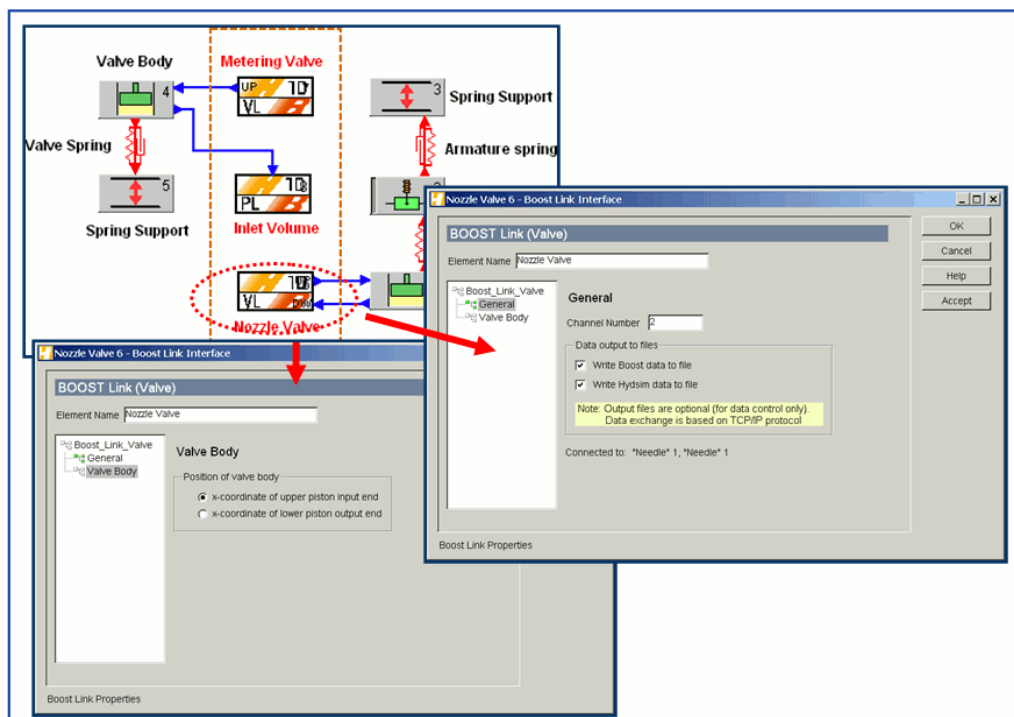 Valve Body
Metering Valve
4
UP 1D
VL
3
Spring Support
Valve Spring
Armature spring
5
1D
PL
Spring Support
Inlet Volume
VL
Nozzle Valve
Nozzle Valve 6 - Boost Link Interface
BOOST Link (Valve)
Element Name Nozzle Valve
Boost_Link_Valve
General
Valve Body
General
Channel Number 2
Data output to files
Write Boost data to file
Write Hydsim data to file
Note: Output files are optional (for data control only).
Data exchange is based on TCP/IP protocol
Connected to: "Needle" 1, "Needle" 1
Boost Link Properties
OK
Cancel
Help
Accept
Nozzle Valve 6 - Boost Link Interface
BOOST Link (Valve)
Element Name Nozzle Valve
Boost_Link_Valve
General
Valve Body
Valve Body
Position of valve body
x-coordinate of upper piston input end
x-coordinate of lower piston output end
Boost Link Properties